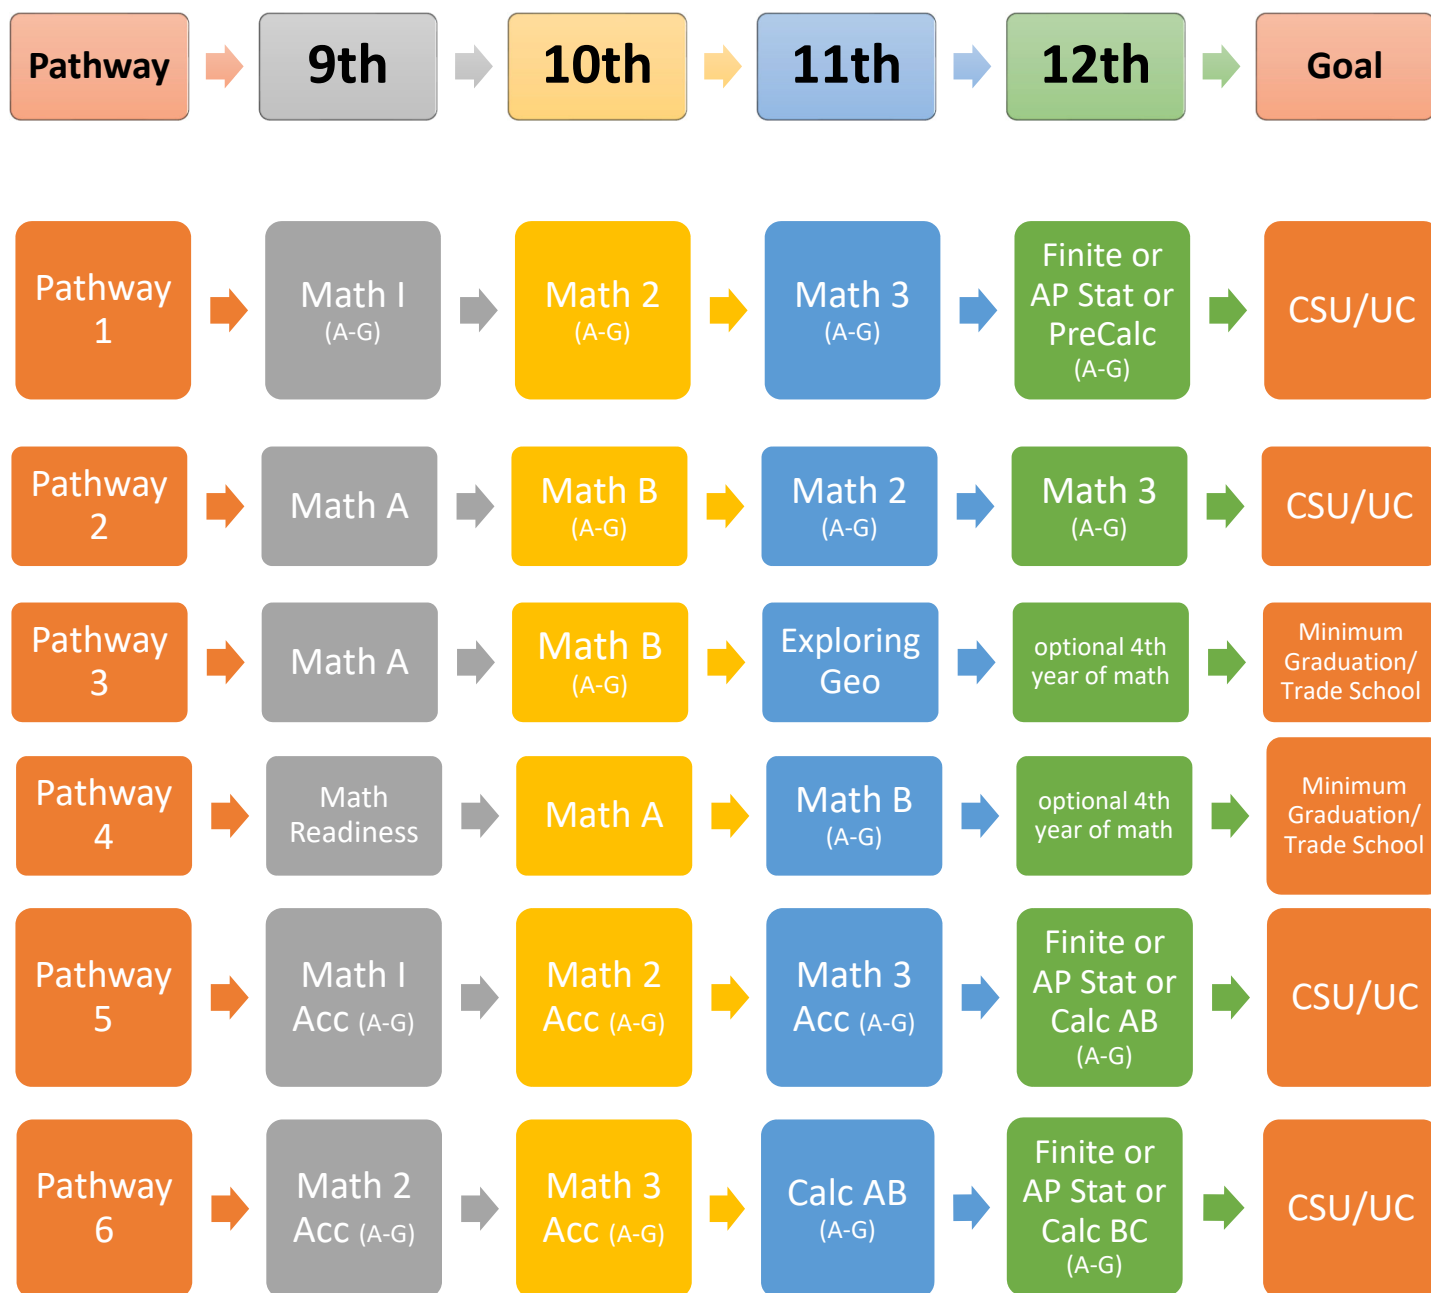 Pathway
9th
10th
11th
12th
Goal
Pathway
1
Math I
(A-G)
Math 2
(A-G)
Math 3
(A-G)
Finite or
AP Stat or
PreCalc
(A-G)
CSU/UC
Pathway
2
Math A
Math B
(A-G)
Math 2
(A-G)
Math 3
(A-G)
CSU/UC
Pathway
3
Math A
Math B
(A-G)
Exploring
Geo
optional 4th
year of math
Minimum
Graduation/
Trade School
Pathway
4
Math
Readiness
Math A
Math B
(A-G)
optional 4th
year of math
Minimum
Graduation/
Trade School
Pathway
5
Math I
Acc (A-G)
Math 2
Acc (A-G)
Math 3
Acc (A-G)
Finite or
AP Stat or
Calc AB
(A-G)
CSU/UC
Pathway
6
Math 2
Acc (A-G)
Math 3
Acc (A-G)
Calc AB
(A-G)
Finite or
AP Stat or
Calc BC
(A-G)
CSU/UC